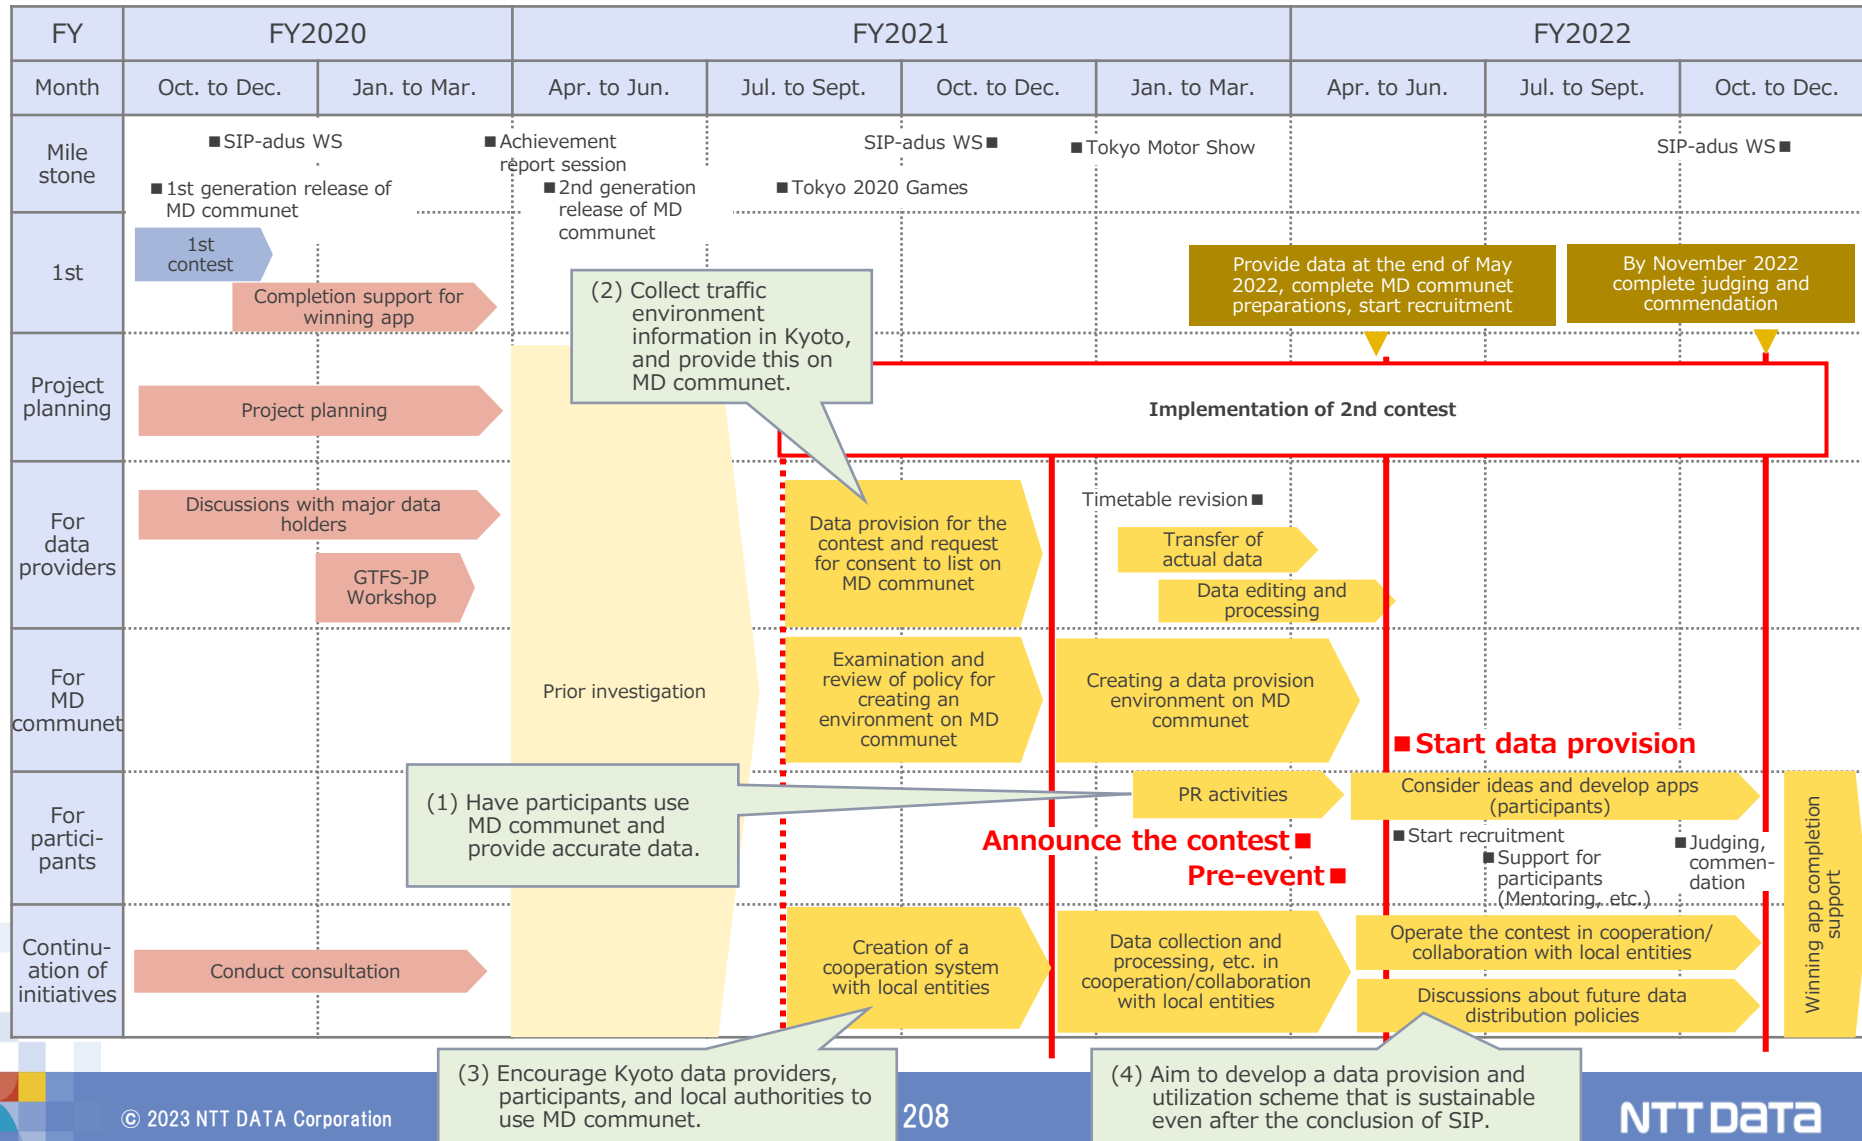 FY
FY2020
FY2021
FY2022
Month
Oct. to Dec.
Jan. to Mar.
Apr. to Jun.
Jul. to Sept.
Oct. to Dec.
Jan. to Mar.
Apr. to Jun.
Jul. to Sept.
Oct. to Dec.
Mile
stone
■SIP-adus WS
■1st generation release of
MD communet
■Achievement
report session
■2nd generation
release of MD
communet
SIP-adus WS■
■Tokyo 2020 Games
■Tokyo Motor Show
SIP-adus WS■
1st
1st
contest
Completion support for
winning app
(2) Collect traffic
environment
information in Kyoto,
and provide this on
MD communet.
Provide data at the end of May
2022, complete MD communet
preparations, start recruitment
By November 2022
complete judging and
commendation
Project
planning
Project planning
Implementation of 2nd contest
For
data
providers
Discussions with major data
holders
GTFS-JP
Workshop
Data provision for the
contest and request
for consent to list on
MD communet
Timetable revision■
Transfer of
actual data
Data editing and
processing
For
MD
communet
Prior investigation
Examination and
review of policy for
creating an
environment on MD
communet
Creating a data provision
environment on MD
communet
■Start data provision
For
partici-
pants
(1) Have participants use
MD communet and
provide accurate data.
PR activities
Consider ideas and develop apps
(participants)
Announce the contest■
Pre-event■
■Start recruitment
■Support for
participants
(Mentoring, etc.)
■Judging,
commen-
dation
Winning app completion
support
Continu-
ation of
initiatives
Conduct consultation
Creation of a
cooperation system
with local entities
Data collection and
processing, etc. in
cooperation/collaboration
with local entities
Operate the contest in cooperation/
collaboration with local entities
Discussions about future data
distribution policies
(3) Encourage Kyoto data providers,
participants, and local authorities to
use MD communet.
(4) Aim to develop a data provision and
utilization scheme that is sustainable
even after the conclusion of SIP.
© 2023 NTT DATA Corporation
208
NTT DATA